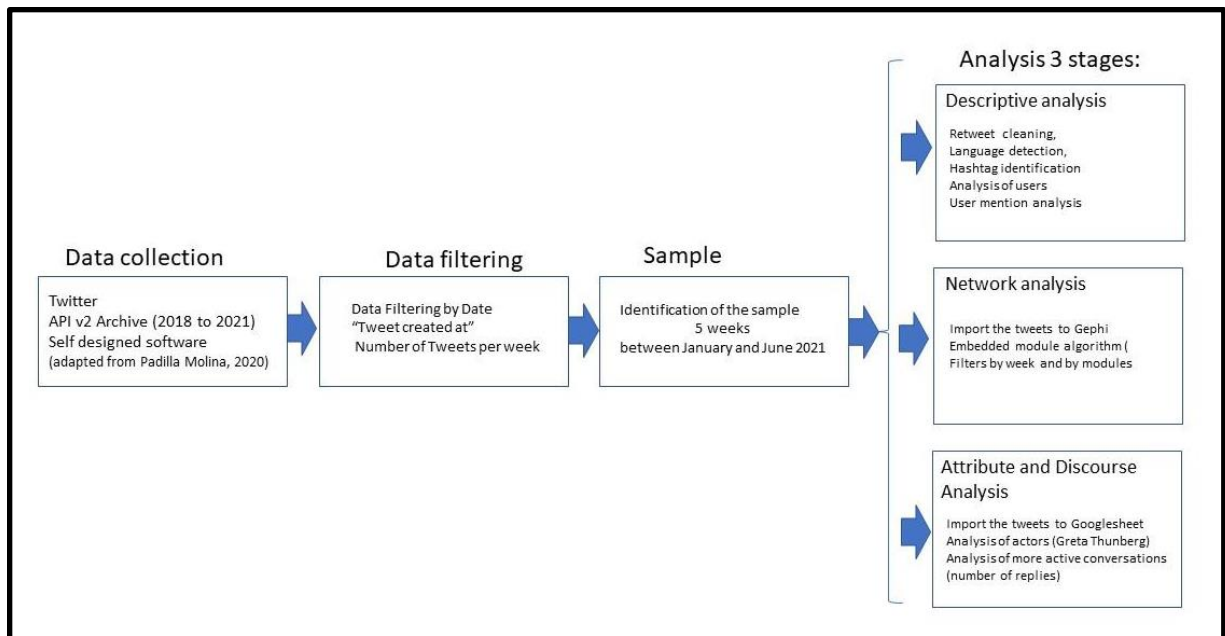 Data collection
Twitter
API v2 Archive (2018 to 2021)
Self designed software
(adapted from Padilla Molina, 2020)
Data filtering
Data Filtering by Date
“Tweet created at”
Number of Tweets per week
Sample
Identification of the sample
5 weeks
between January and June 2021
Analysis 3 stages:
Descriptive analysis
Retweet cleaning,
Language detection,
Hashtag identification
Analysis of users
User mention analysis
Network analysis
Import the tweets to Gephi
Embedded module algorithm (
Filters by week and by modules
Attribute and Discourse
Analysis
Import the tweets to Googlesheet
Analysis of actors (Greta Thunberg)
Analysis of more active conversations
(number of replies)